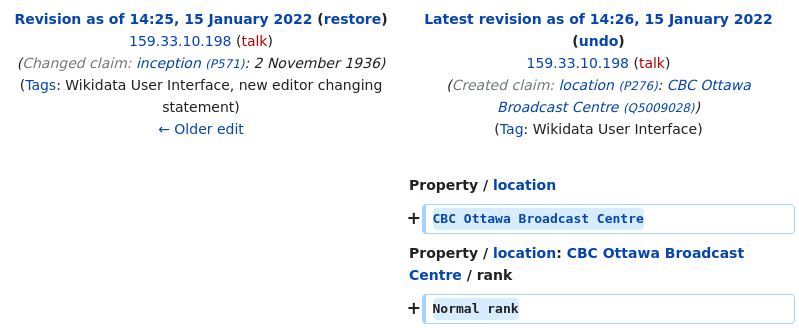 Revision as of 14:25, 15 January 2022 (restore)
159.33.10.198 (talk)
(Changed claim: inception (P571): 2 November 1936)
(Tags: Wikidata User Interface, new editor changing
statement)
← Older edit
Latest revision as of 14:26, 15 January 2022
(undo)
159.33.10.198 (talk)
(Created claim: location (P276): CBC Ottawa
Broadcast Centre (Q5009028))
(Tag: Wikidata User Interface)
Property / location
+ CBC Ottawa Broadcast Centre
Property / location: CBC Ottawa Broadcast
Centre / rank
+ Normal rank